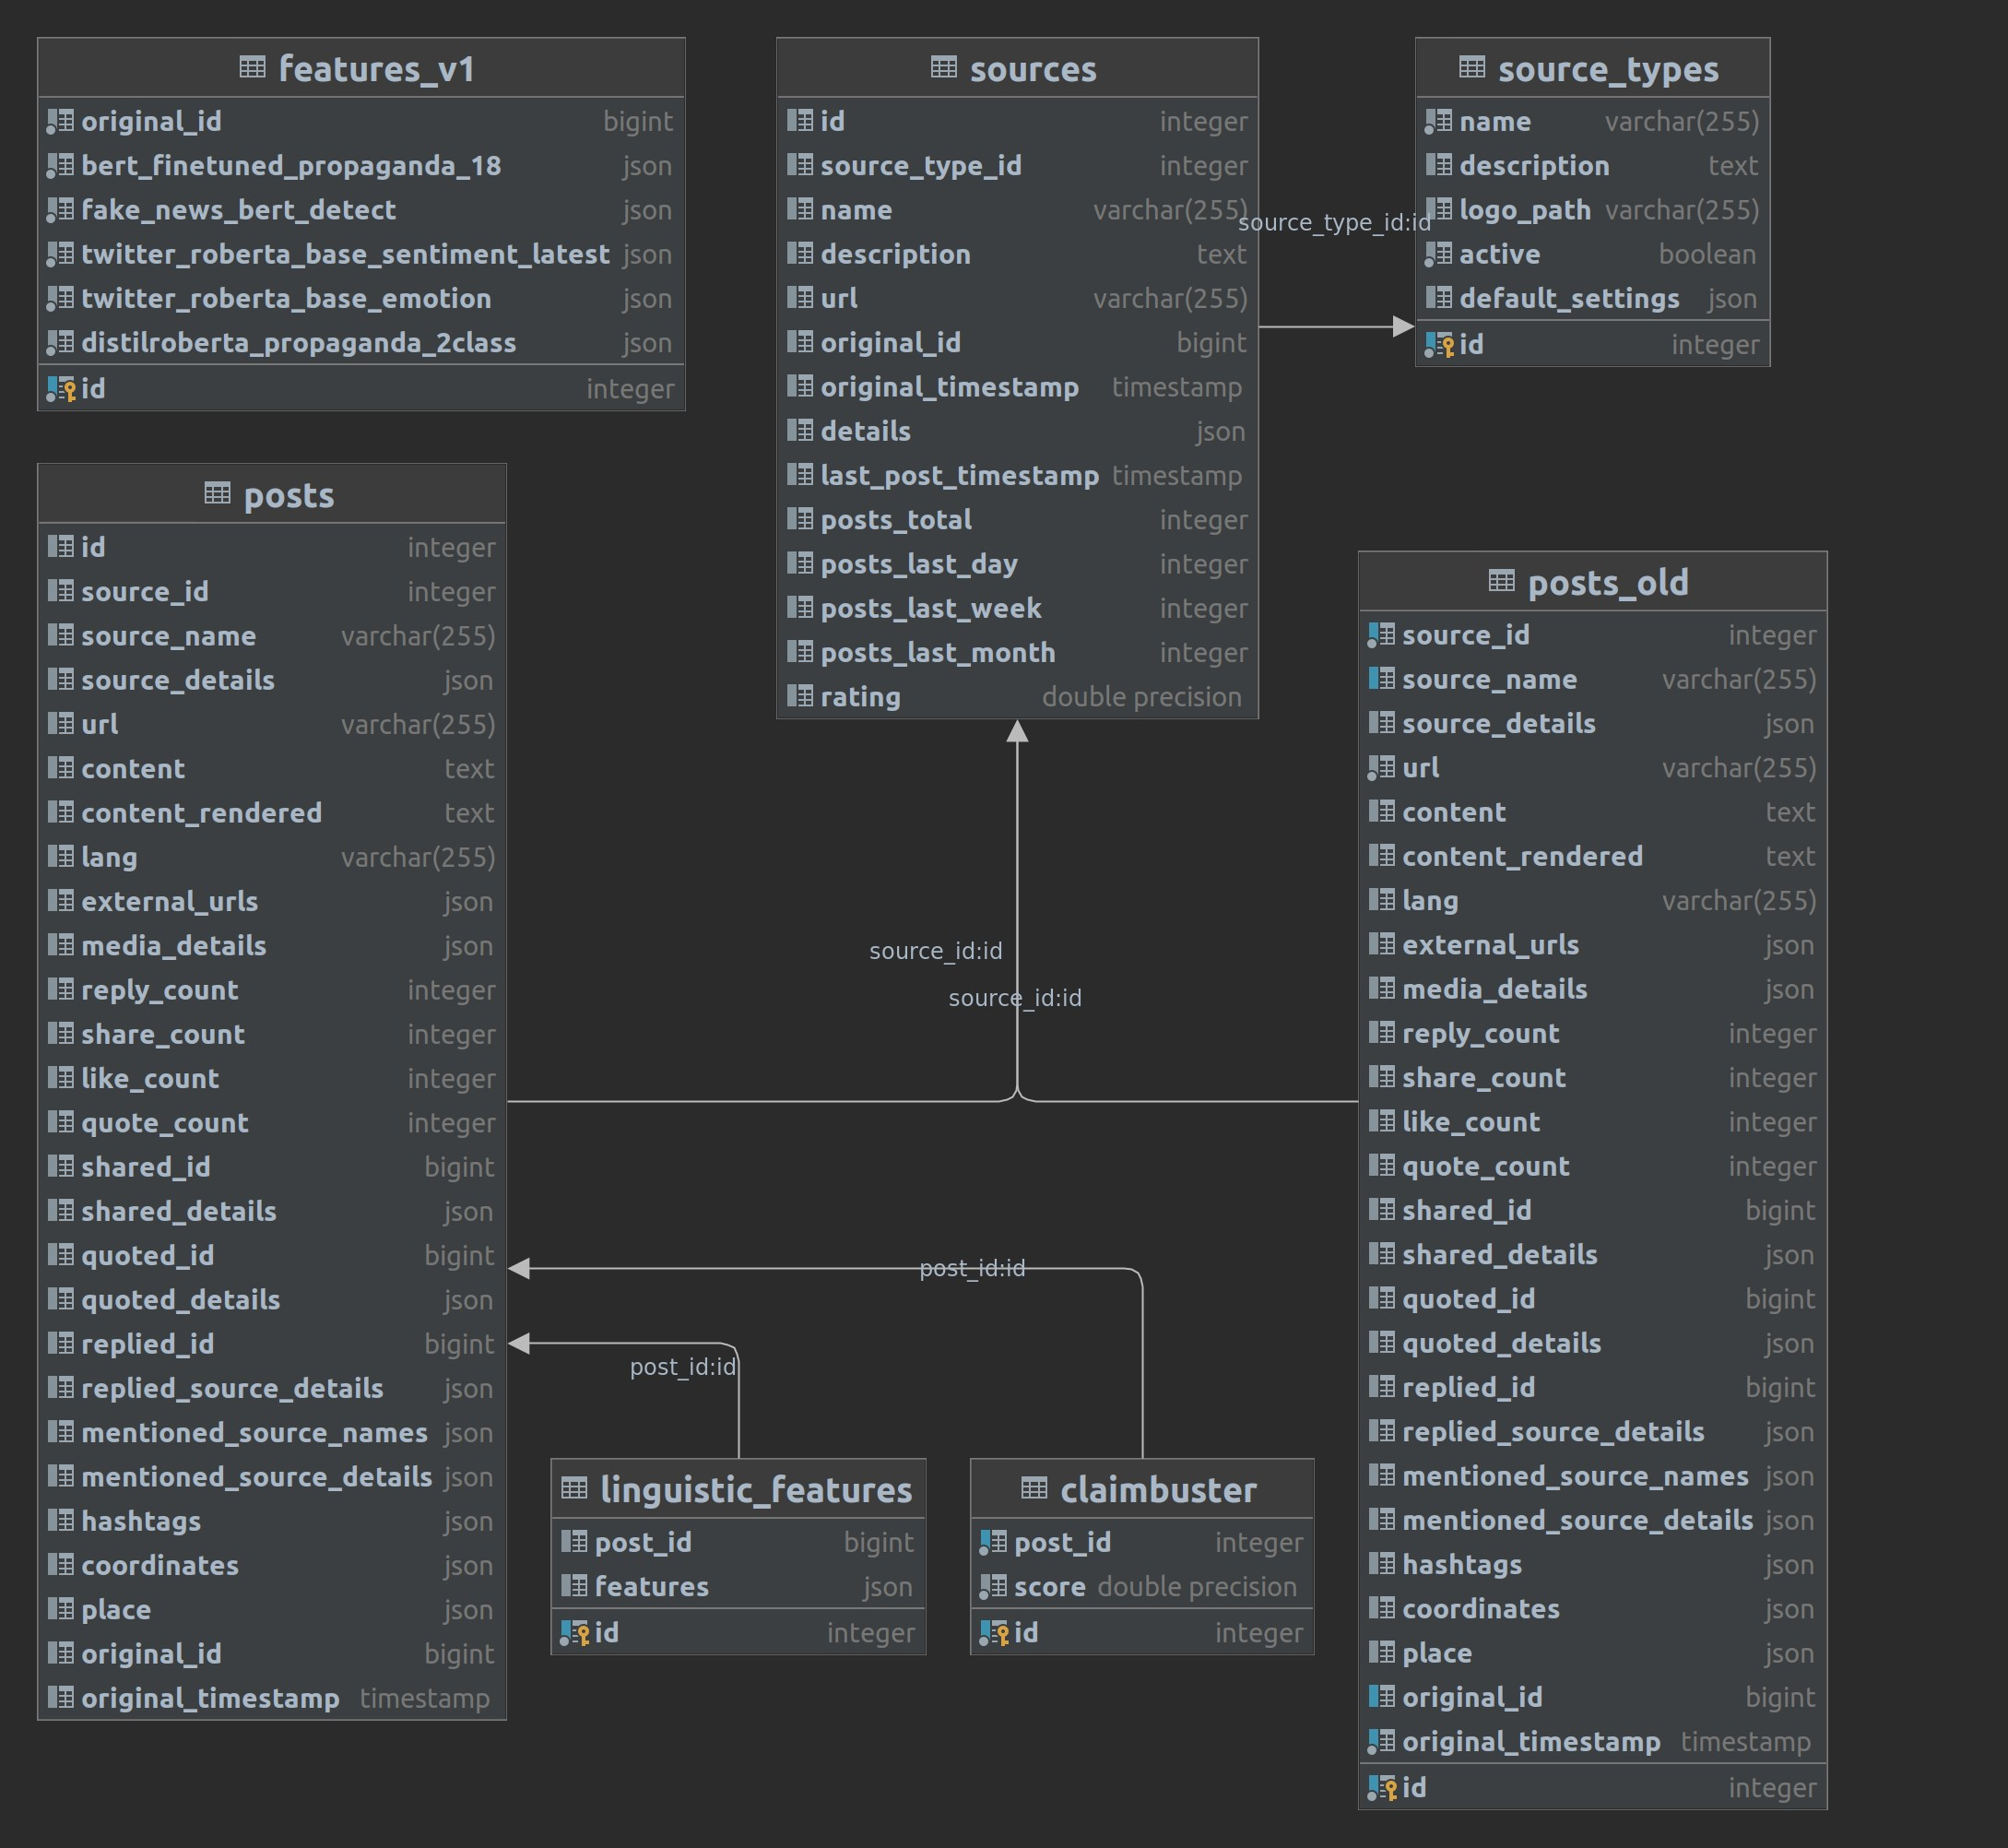 features_v1
original_id bigint
bert_finetuned_propaganda_18 json
fake_news_bert_detect json
twitter_roberta_base_sentiment_latest json
twitter_roberta_base_emotion json
distilroberta_propaganda_2class json
id integer
sources
id integer
source_type_id integer
name varchar(255)
description text
url varchar(255)
original_id bigint
original_timestamp timestamp
details json
last_post_timestamp timestamp
posts_total integer
posts_last_day integer
posts_last_week integer
posts_last_month integer
rating double precision
source_type_id:id
source_types
name varchar(255)
description text
logo_path varchar(255)
active boolean
default_settings json
id integer
posts
id integer
source_id integer
source_name varchar(255)
source_details json
url varchar(255)
content text
content_rendered text
lang varchar(255)
external_urls json
media_details json
reply_count integer
share_count integer
like_count integer
quote_count integer
shared_id bigint
shared_details json
quoted_id bigint
quoted_details json
replied_id bigint
replied_source_details json
mentioned_source_names json
mentioned_source_details json
hashtags json
coordinates json
place json
original_id bigint
original_timestamp timestamp
source_id:id
source_id:id
post_id:id
post_id:id
linguistic_features
post_id bigint
features json
id integer
claimbuster
post_id integer
score double precision
id integer
posts_old
source_id integer
source_name varchar(255)
source_details json
url varchar(255)
content text
content_rendered text
lang varchar(255)
external_urls json
media_details json
reply_count integer
share_count integer
like_count integer
quote_count integer
shared_id bigint
shared_details json
quoted_id bigint
quoted_details json
replied_id bigint
replied_source_details json
mentioned_source_names json
mentioned_source_details json
hashtags json
coordinates json
place json
original_id bigint
original_timestamp timestamp
id integer